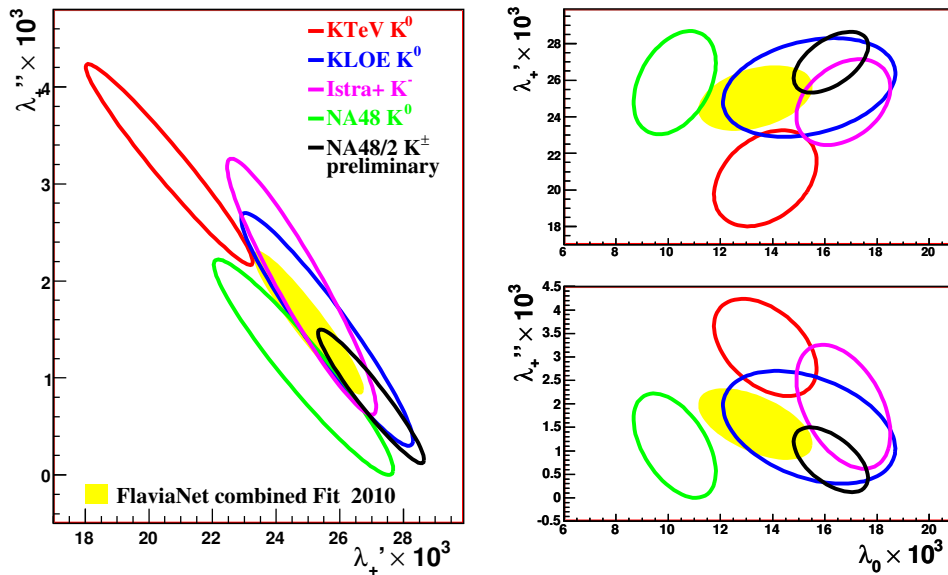 λ₊'' × 10³
4
3
2
1
0
KTeV K⁰
KLOE K⁰
Istra+ K⁻
NA48 K⁰
NA48/2 K±
preliminary
FlaviaNet combined Fit 2010
18 20 22 24 26 28
λ₊' × 10³
λ₊' × 10³
28
26
24
22
20
18
6 8 10 12 14 16 18 20
λ₊'' × 10³
4.5
4
3.5
3
2.5
2
1.5
1
0.5
0
-0.5
6 8 10 12 14 16 18 20
λ₀ × 10³